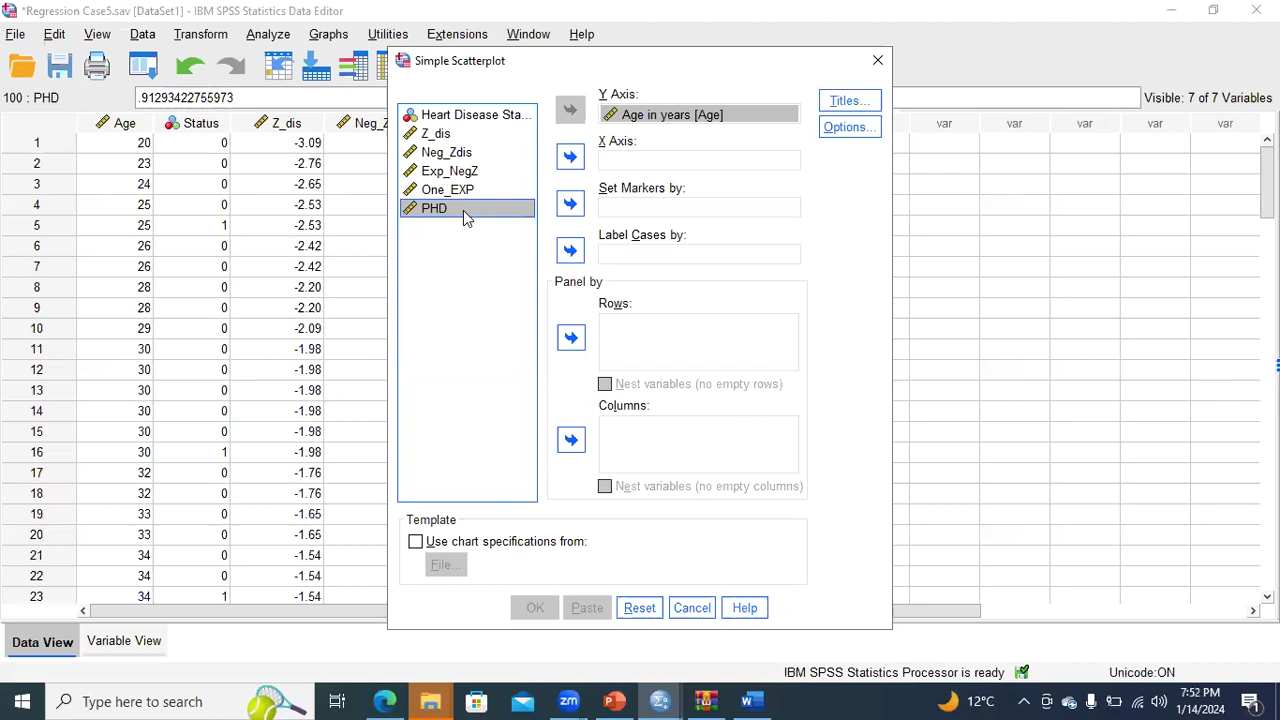 *Regression Case5.sav [DataSet1] - IBM SPSS Statistics Data Editor
File Edit View Data Transform Analyze Graphs Utilities Extensions Window Help
100 : PHD .91293422755973 Visible: 7 of 7 Variables
Age Status Z_dis Neg_Z var var var var var
1 20 0 -3.09
2 23 0 -2.76
3 24 0 -2.65
4 25 0 -2.53
5 25 1 -2.53
6 26 0 -2.42
7 26 0 -2.42
8 28 0 -2.20
9 28 0 -2.20
10 29 0 -2.09
11 30 0 -1.98
12 30 0 -1.98
13 30 0 -1.98
14 30 0 -1.98
15 30 0 -1.98
16 30 1 -1.98
17 32 0 -1.76
18 32 0 -1.76
19 33 0 -1.65
20 33 0 -1.65
21 34 0 -1.54
22 34 0 -1.54
23 34 1 -1.54
Simple Scatterplot
Heart Disease Sta...
Z_dis
Neg_Zdis
Exp_NegZ
One_EXP
PHD
Y Axis:
Age in years [Age]
X Axis:
Set Markers by:
Label Cases by:
Panel by
Rows:
Nest variables (no empty rows)
Columns:
Nest variables (no empty columns)
Titles...
Options...
Template
Use chart specifications from:
File...
OK Paste Reset Cancel Help
Data View Variable View
IBM SPSS Statistics Processor is ready Unicode:ON
Type here to search
12°C
7:52 PM
1/14/2024